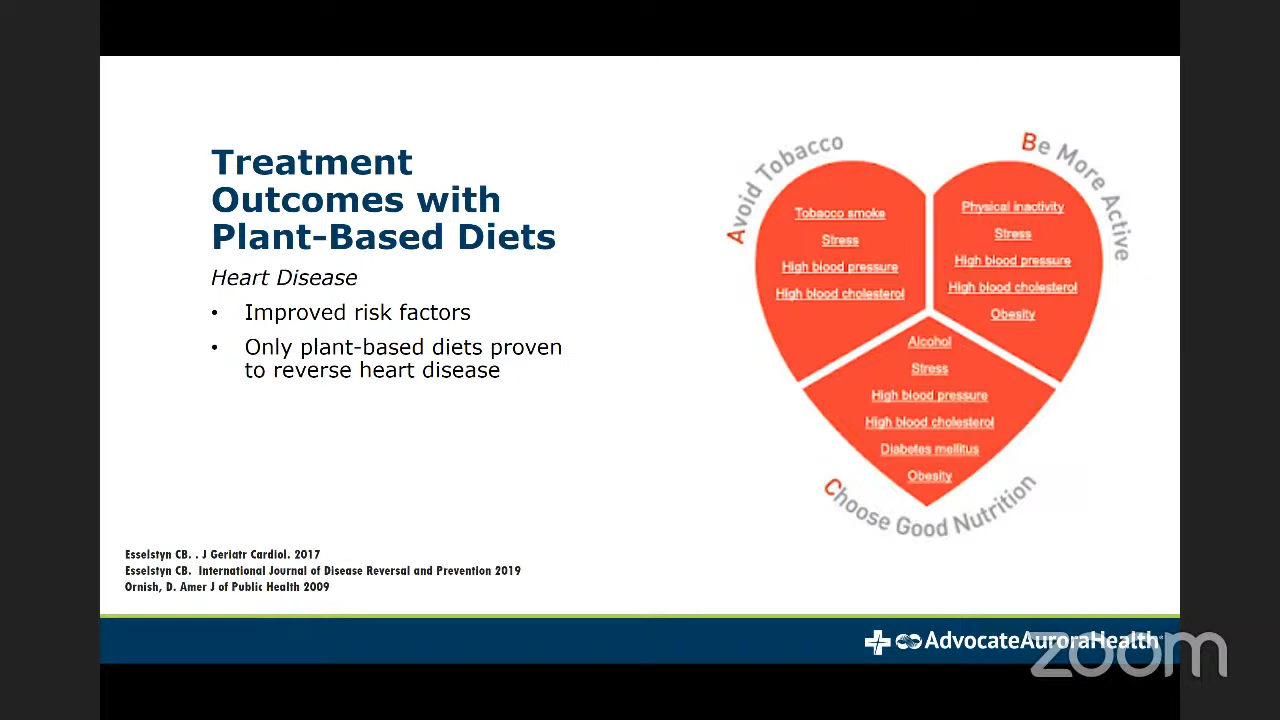 Treatment
Outcomes with
Plant-Based Diets
Heart Disease
• Improved risk factors
• Only plant-based diets proven
to reverse heart disease
Avoid Tobacco
Tobacco smoke
Stress
High blood pressure
High blood cholesterol
Be More Active
Physical inactivity
Stress
High blood pressure
High blood cholesterol
Obesity
Alcohol
Stress
High blood pressure
High blood cholesterol
Diabetes mellitus
Obesity
Choose Good Nutrition
Esselstyn CB. . J Geriatr Cardiol. 2017
Esselstyn CB. International Journal of Disease Reversal and Prevention 2019
Ornish, D. Amer J of Public Health 2009
AdvocateAuroraHealth
zoom